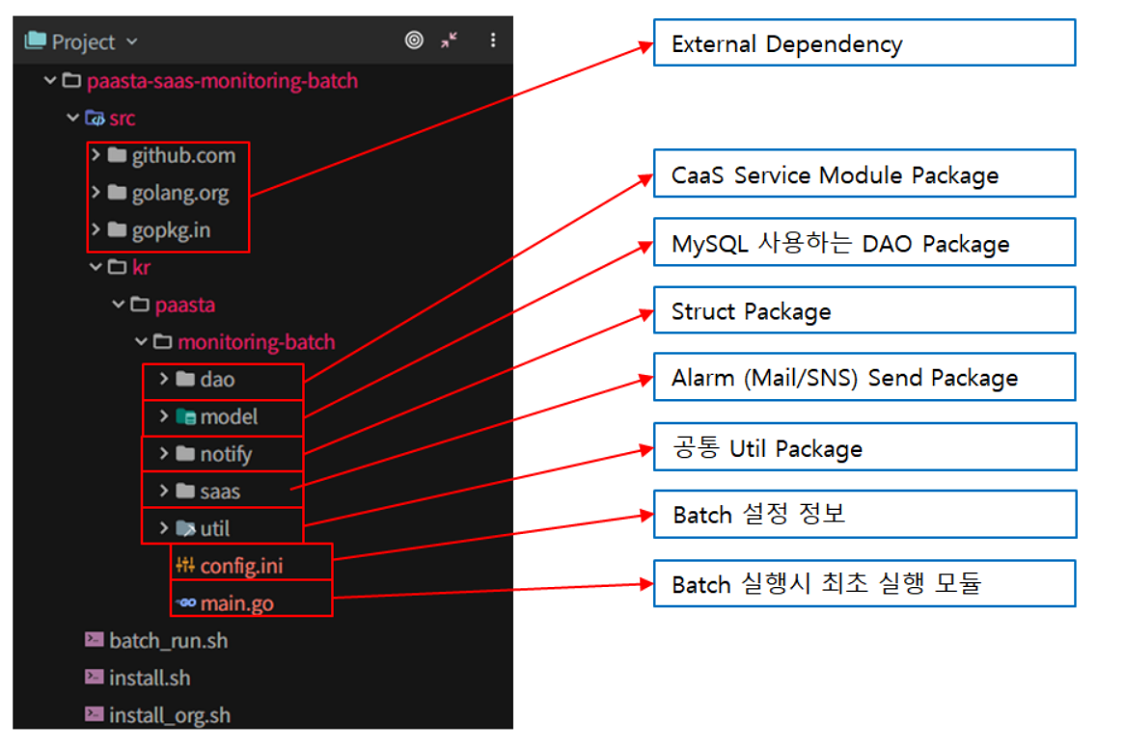 Project
paasta-saas-monitoring-batch
src
github.com
golang.org
gopkg.in
kr
paasta
monitoring-batch
dao
model
notify
saas
util
config.ini
main.go
batch_run.sh
install.sh
install_org.sh
External Dependency
CaaS Service Module Package
MySQL 사용하는 DAO Package
Struct Package
Alarm (Mail/SNS) Send Package
공통 Util Package
Batch 설정 정보
Batch 실행시 최초 실행 모듈